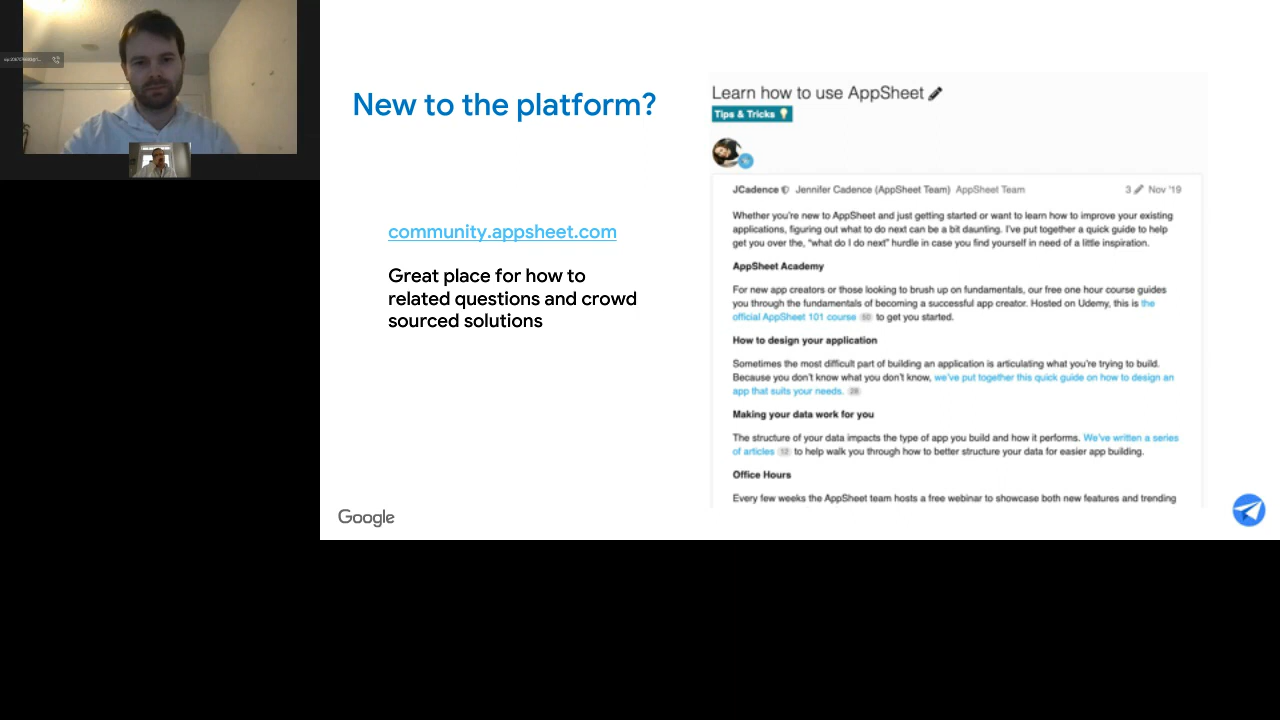 New to the platform?
community.appsheet.com
Great place for how to
related questions and crowd
sourced solutions
Google
Learn how to use AppSheet
Tips & Tricks
JCadence Jennifer Cadence (AppSheet Team) AppSheet Team 3 Nov '19
Whether you're new to AppSheet and just getting started or want to learn how to improve your existing
applications, figuring out what to do next can be a bit daunting. I've put together a quick guide to help
get you over the, "what do I do next" hurdle in case you find yourself in need of a little inspiration.
AppSheet Academy
For new app creators or those looking to brush up on fundamentals, our free one hour course guides
you through the fundamentals of becoming a successful app creator. Hosted on Udemy, this is the
official AppSheet 101 course to get you started.
How to design your application
Sometimes the most difficult part of building an application is articulating what you're trying to build.
Because you don't know what you don't know, we've put together this quick guide on how to design an
app that suits your needs. 28
Making your data work for you
The structure of your data impacts the type of app you build and how it performs. We've written a series
of articles 12 to help walk you through how to better structure your data for easier app building.
Office Hours
Every few weeks the AppSheet team hosts a free webinar to showcase both new features and trending